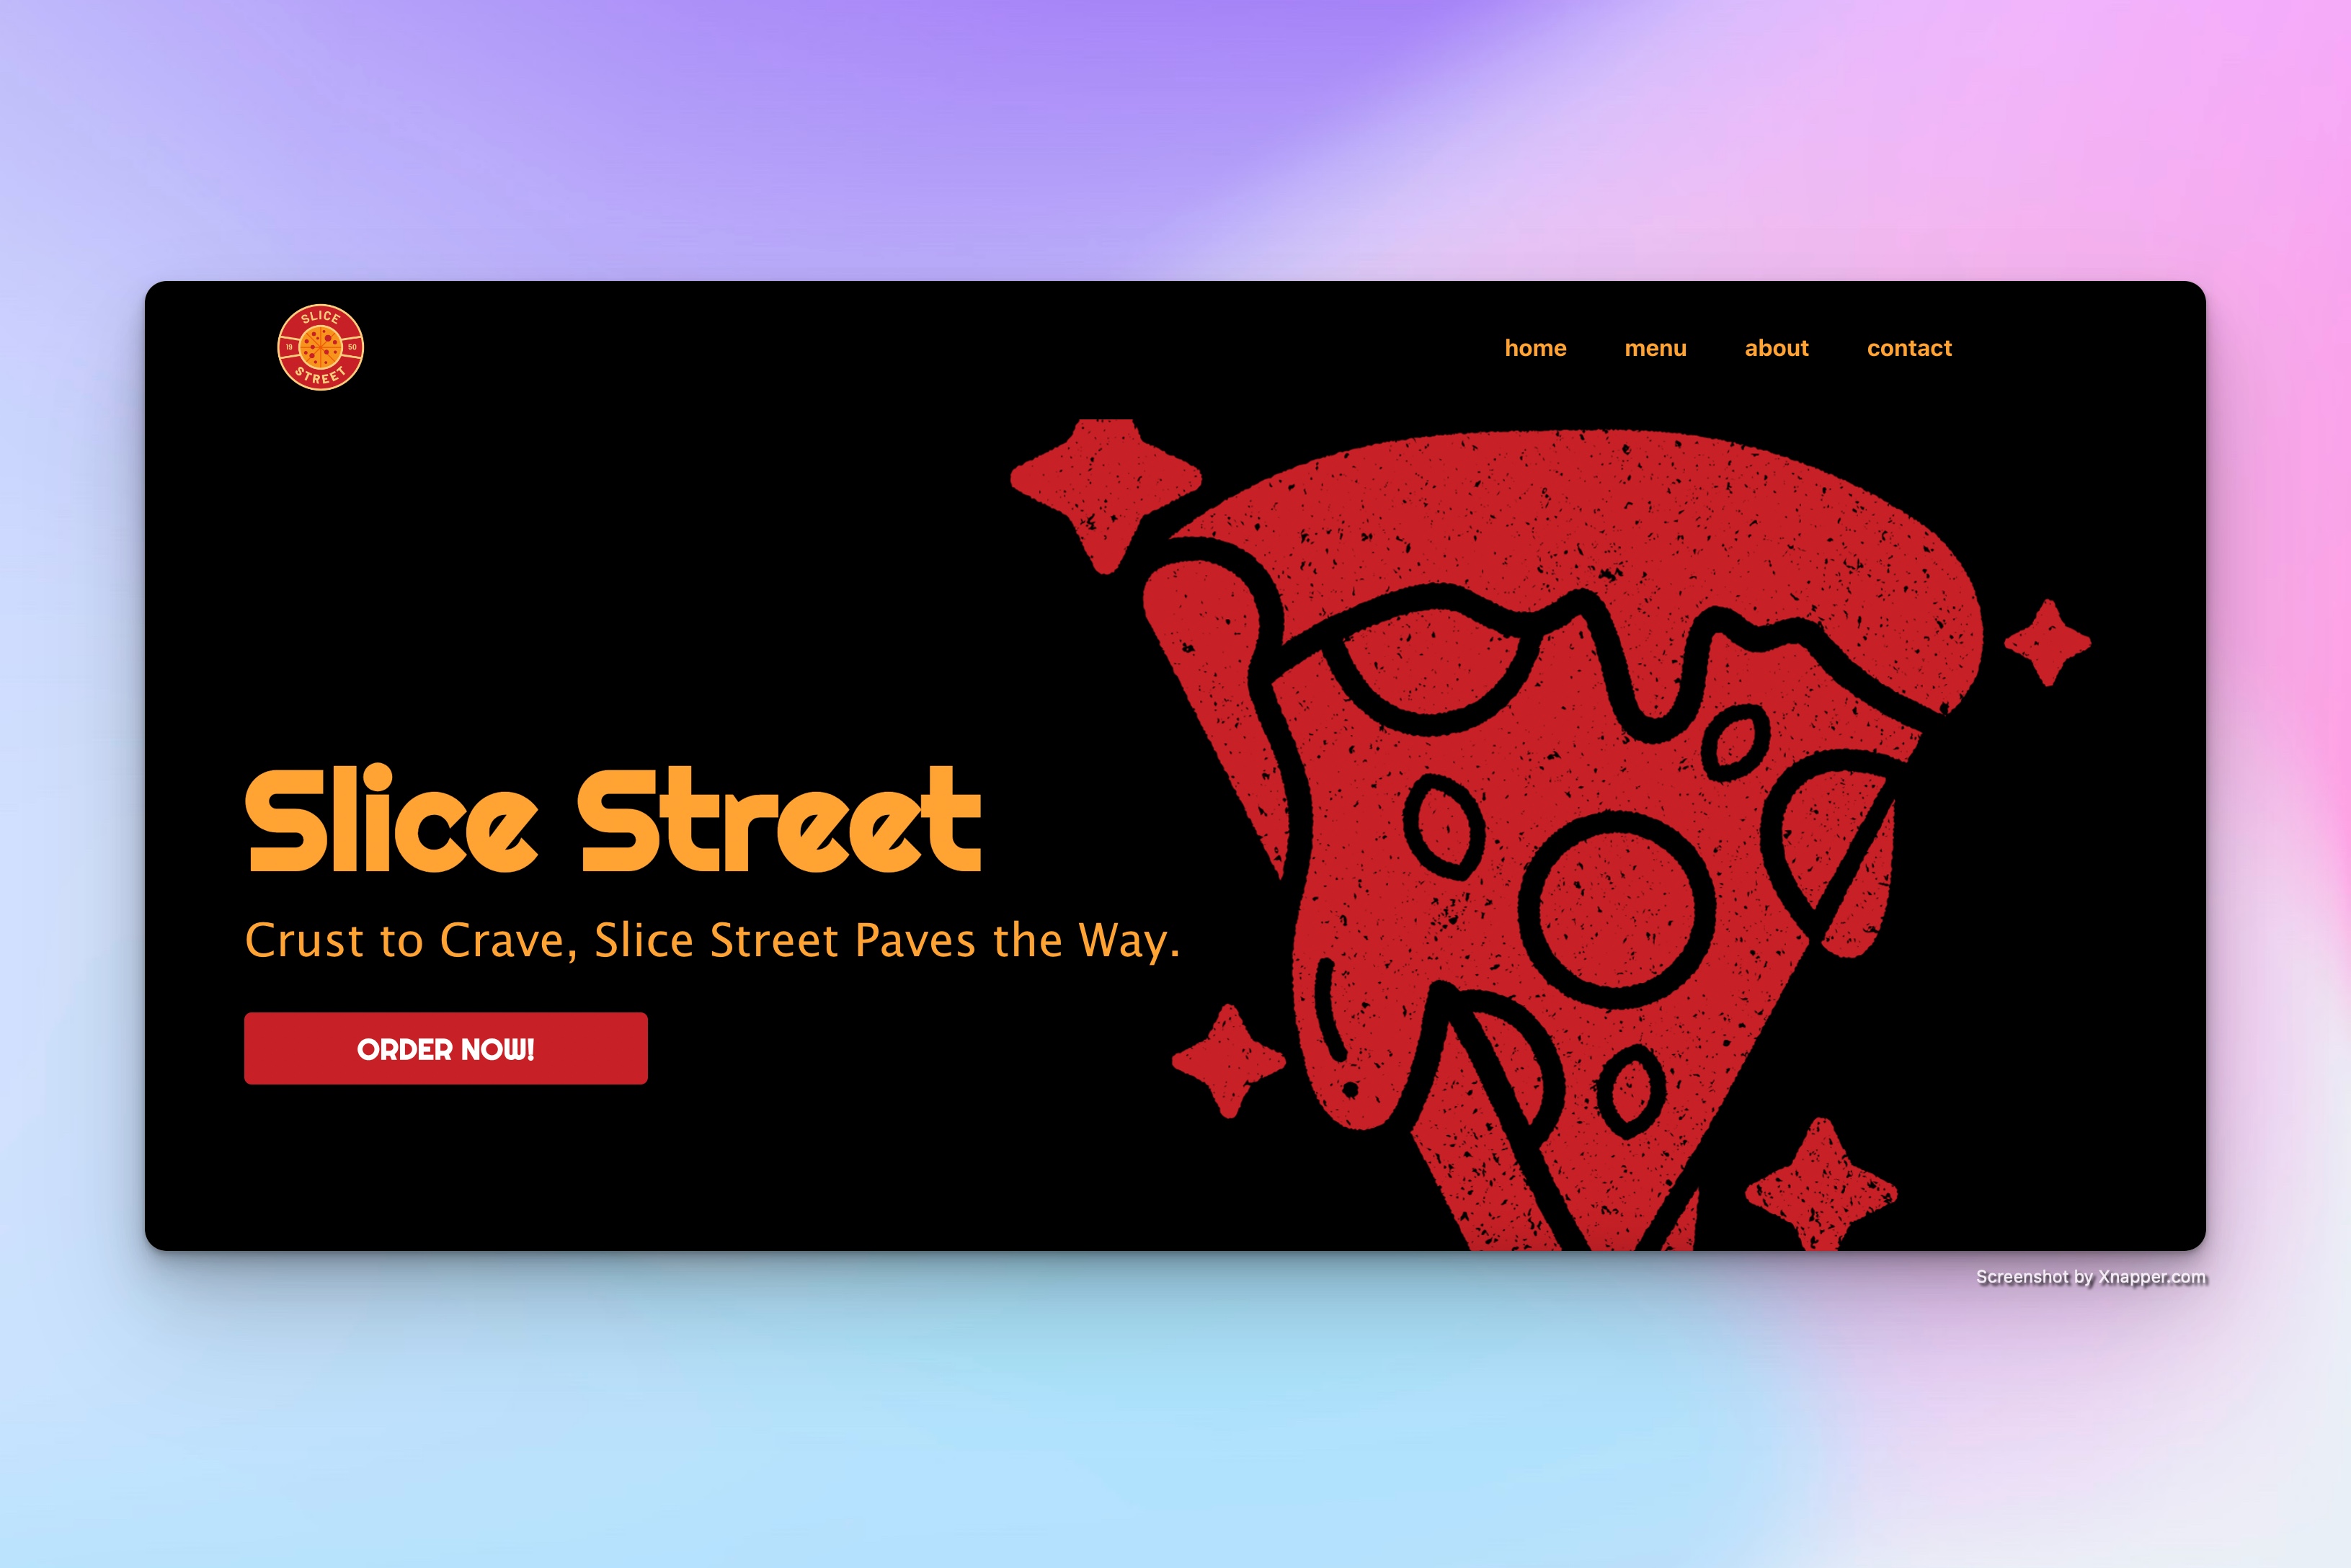 SLICE
19 50
STREET
home menu about contact
Slice Street
Crust to Crave, Slice Street Paves the Way.
ORDER NOW!
Screenshot by Xnapper.com